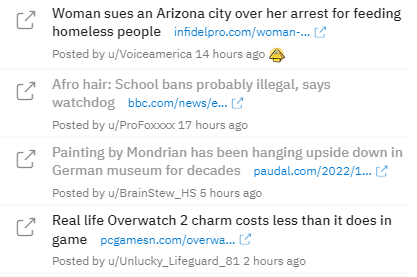 Woman sues an Arizona city over her arrest for feeding
homeless people infidelpro.com/woman-...
Posted by u/Voiceamerica 14 hours ago
Afro hair: School bans probably illegal, says
watchdog bbc.com/news/e...
Posted by u/ProFoxxxx 17 hours ago
Painting by Mondrian has been hanging upside down in
German museum for decades paudal.com/2022/1...
Posted by u/BrainStew_HS 5 hours ago
Real life Overwatch 2 charm costs less than it does in
game pcgamesn.com/overwa...
Posted by u/Unlucky_Lifeguard_81 2 hours ago